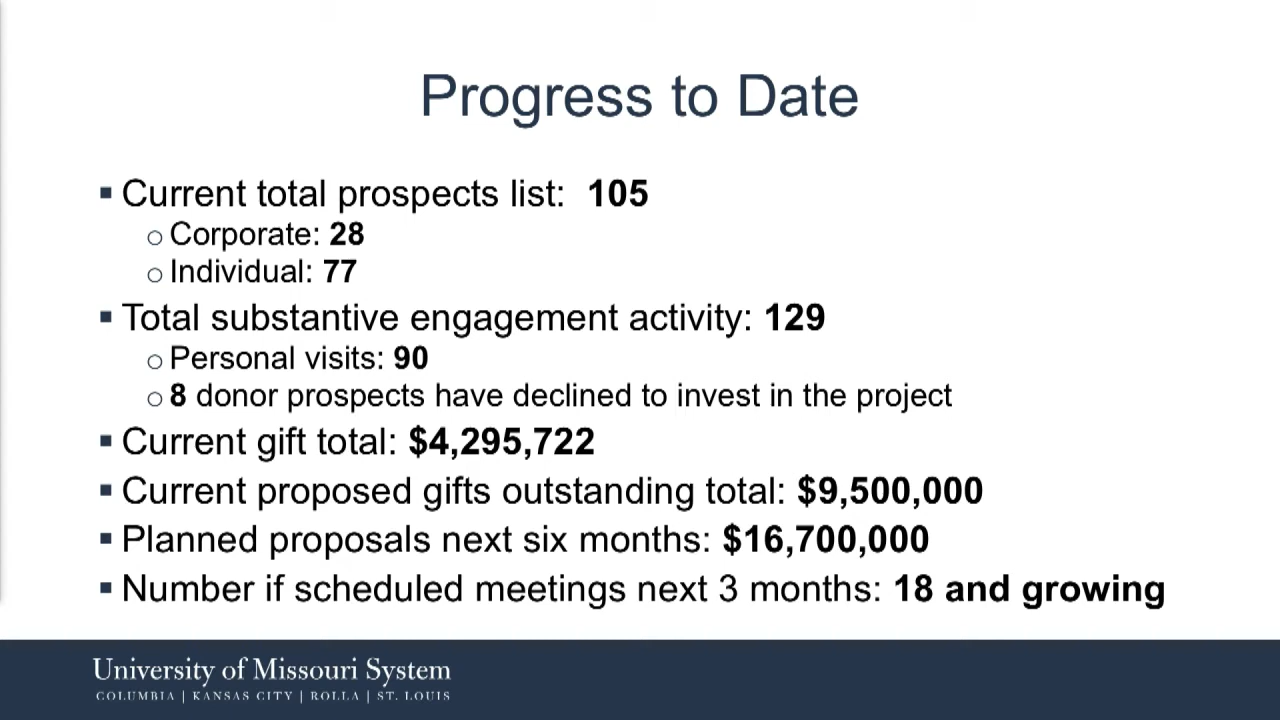 Progress to Date
▪ Current total prospects list: 105
o Corporate: 28
o Individual: 77
▪ Total substantive engagement activity: 129
o Personal visits: 90
o 8 donor prospects have declined to invest in the project
▪ Current gift total: $4,295,722
▪ Current proposed gifts outstanding total: $9,500,000
▪ Planned proposals next six months: $16,700,000
▪ Number if scheduled meetings next 3 months: 18 and growing
University of Missouri System
COLUMBIA | KANSAS CITY | ROLLA | ST. LOUIS